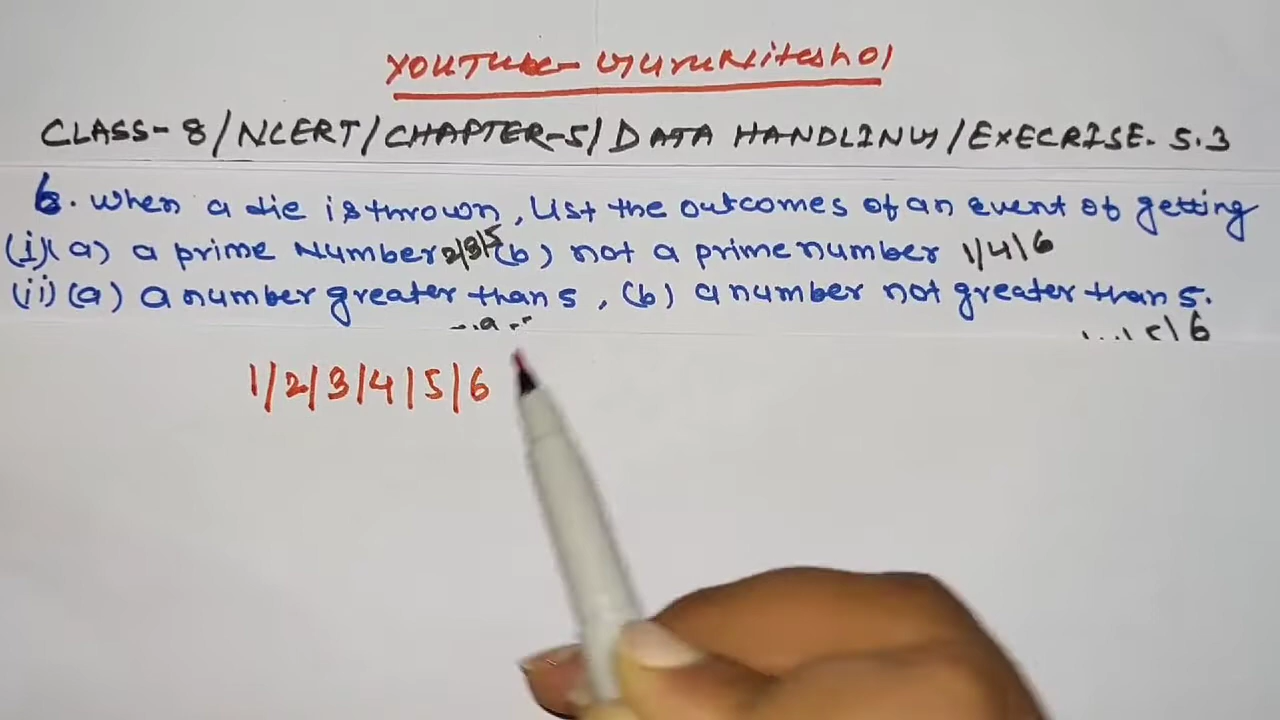 YOUTube- GuruRitesh01
CLASS- 8/NCERT/CHAPTER-5/DATA HANDLING/EXECRISE. 5.3
6. When a die is thrown, List the outcomes of an event of getting
(i)(a) a prime Number 2/3/5 (b) not a prime number 1/4/6
(ii) (a) a number greater than 5, (b) a number not greater than 5.
6
1/2/3/4/5/6